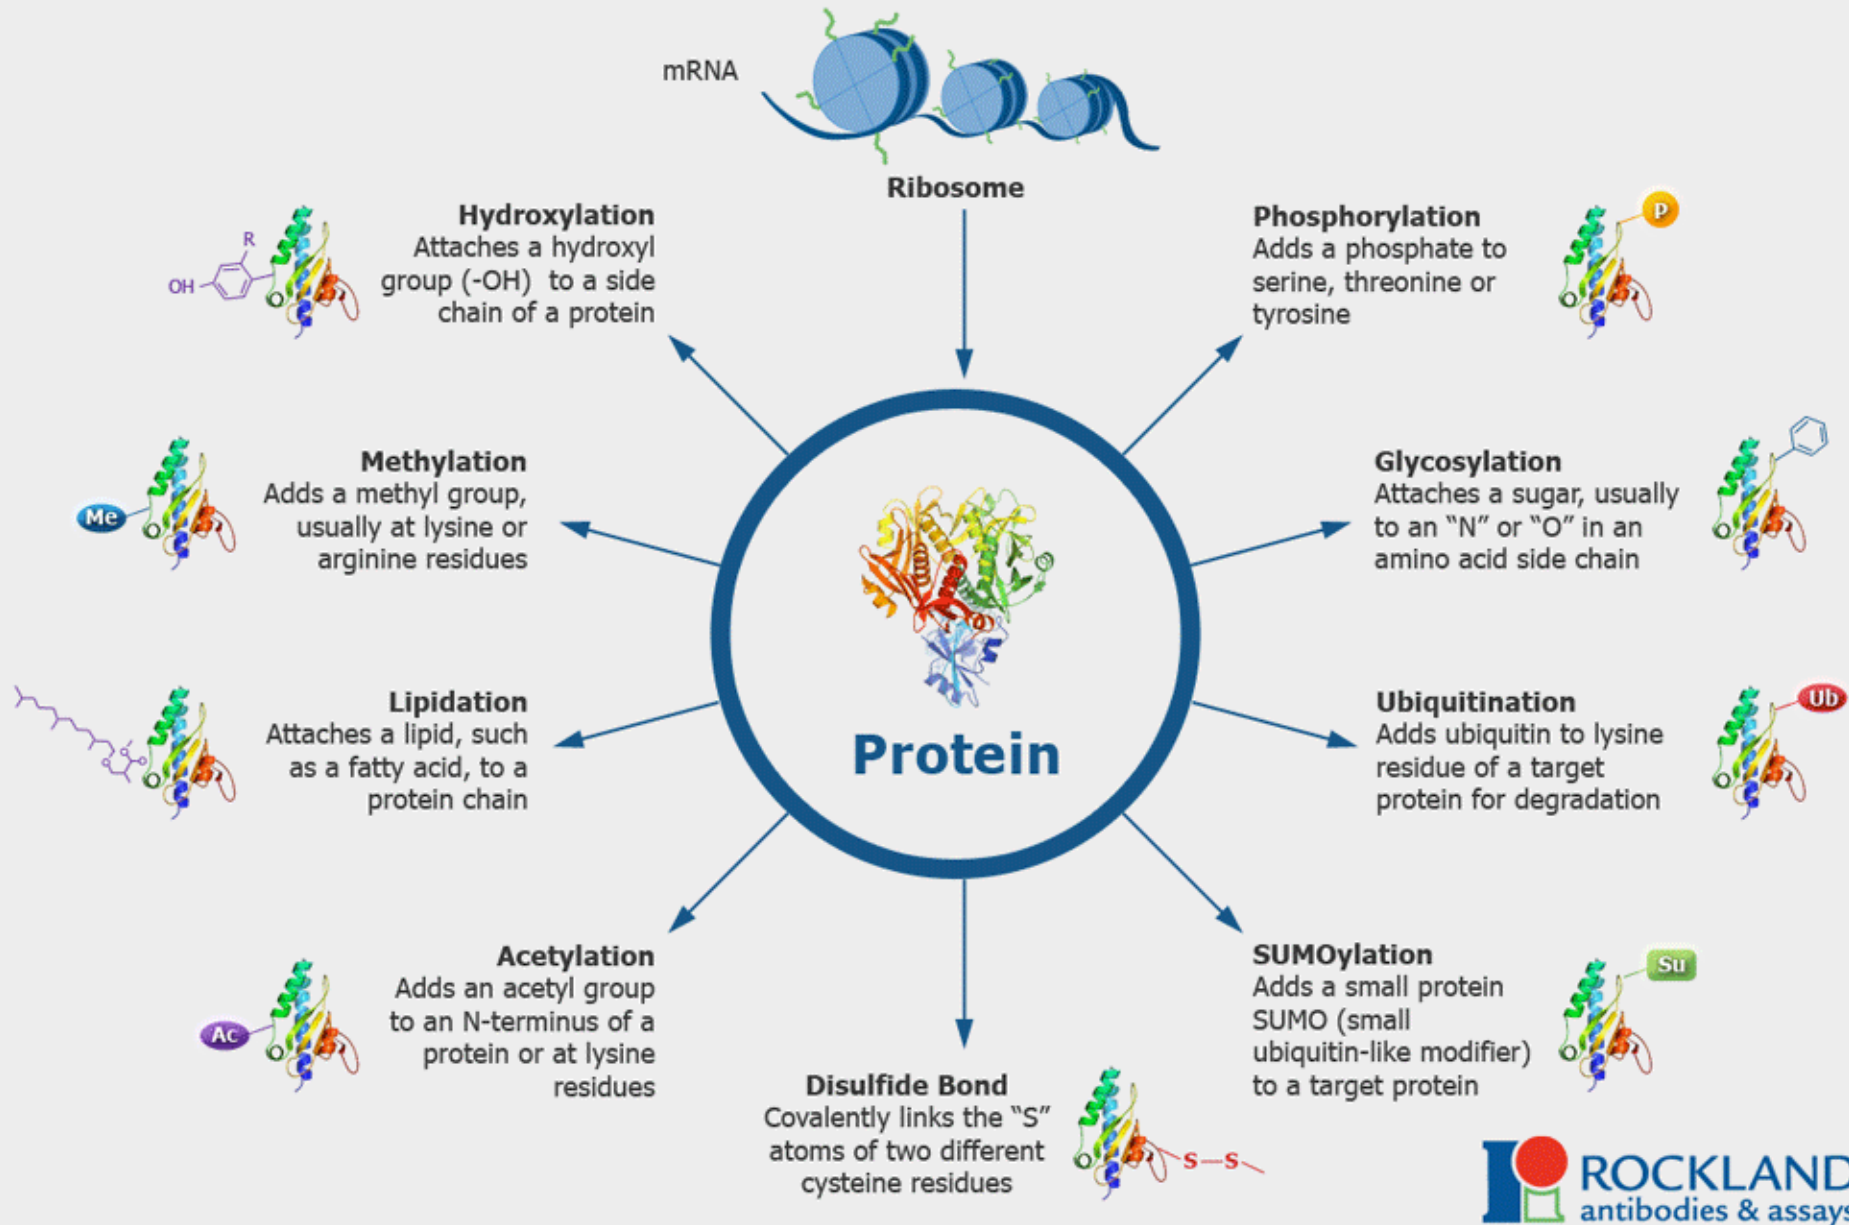 mRNA
Ribosome
Hydroxylation
Attaches a hydroxyl
group (-OH) to a side
chain of a protein
R
OH
Phosphorylation
Adds a phosphate to
serine, threonine or
tyrosine
P
Methylation
Adds a methyl group,
usually at lysine or
arginine residues
Me
Glycosylation
Attaches a sugar, usually
to an “N” or “O” in an
amino acid side chain
Lipidation
Attaches a lipid, such
as a fatty acid, to a
protein chain
Protein
Ubiquitination
Adds ubiquitin to lysine
residue of a target
protein for degradation
Ub
Acetylation
Adds an acetyl group
to an N-terminus of a
protein or at lysine
residues
Ac
Disulfide Bond
Covalently links the “S”
atoms of two different
cysteine residues
S—S
SUMOylation
Adds a small protein
SUMO (small
ubiquitin-like modifier)
to a target protein
Su
ROCKLAND
antibodies & assays